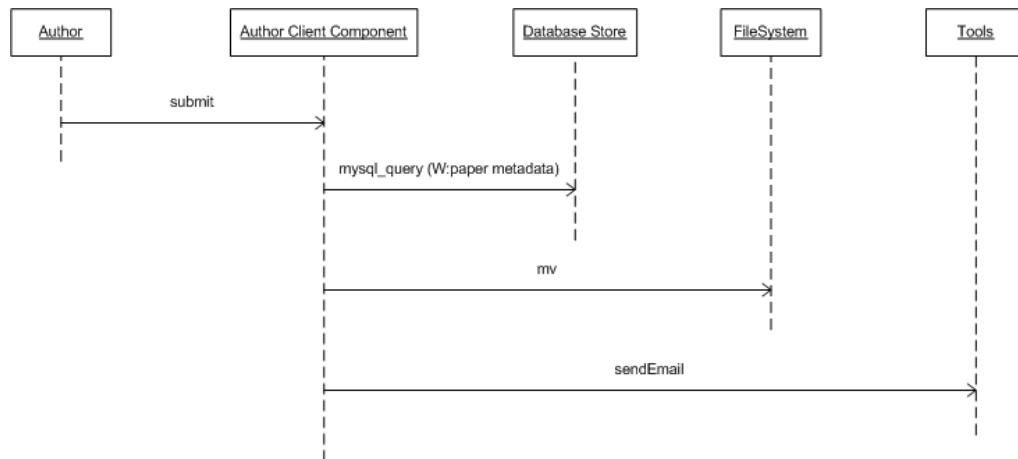 Author
Author Client Component
Database Store
FileSystem
Tools
submit
mysql_query (W:paper metadata)
mv
sendEmail